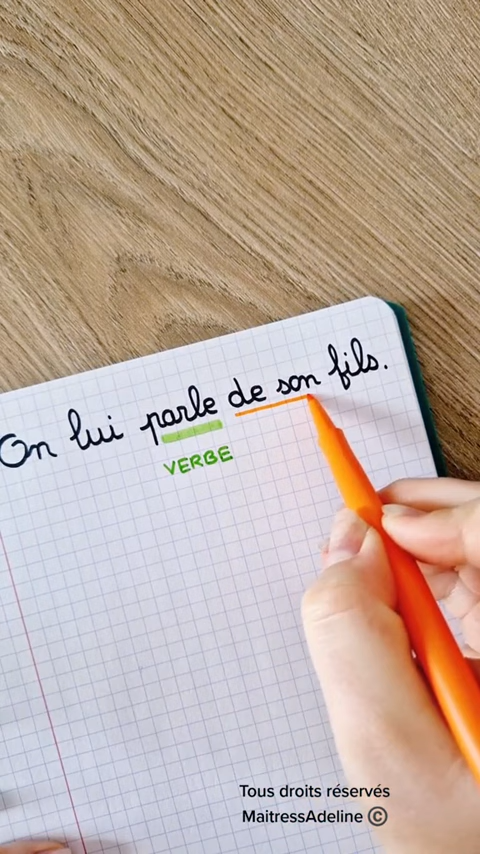 On lui parle de son fils.
VERBE
Tous droits réservés
MaitressAdeline ©